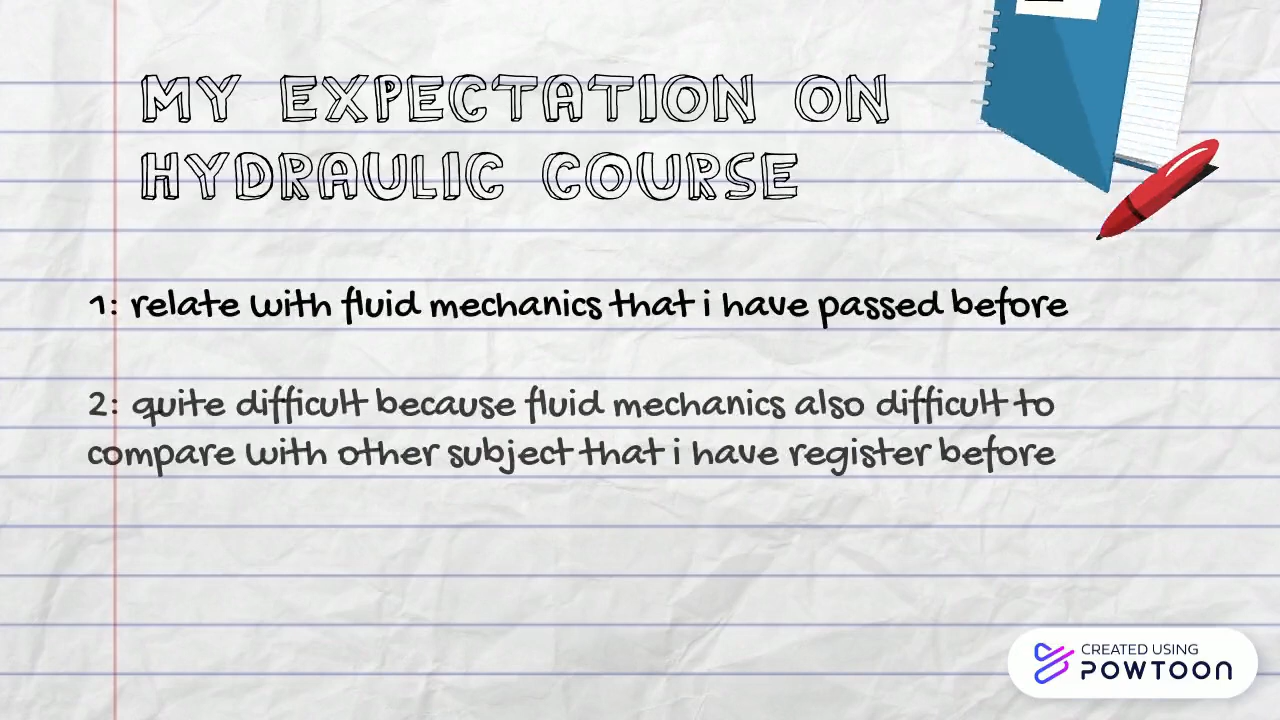 MY EXPECTATION ON
HYDRAULIC COURSE
1: relate with fluid mechanics that i have passed before
2: quite difficult because fluid mechanics also difficult to
compare with other subject that i have register before
CREATED USING
POWTOON